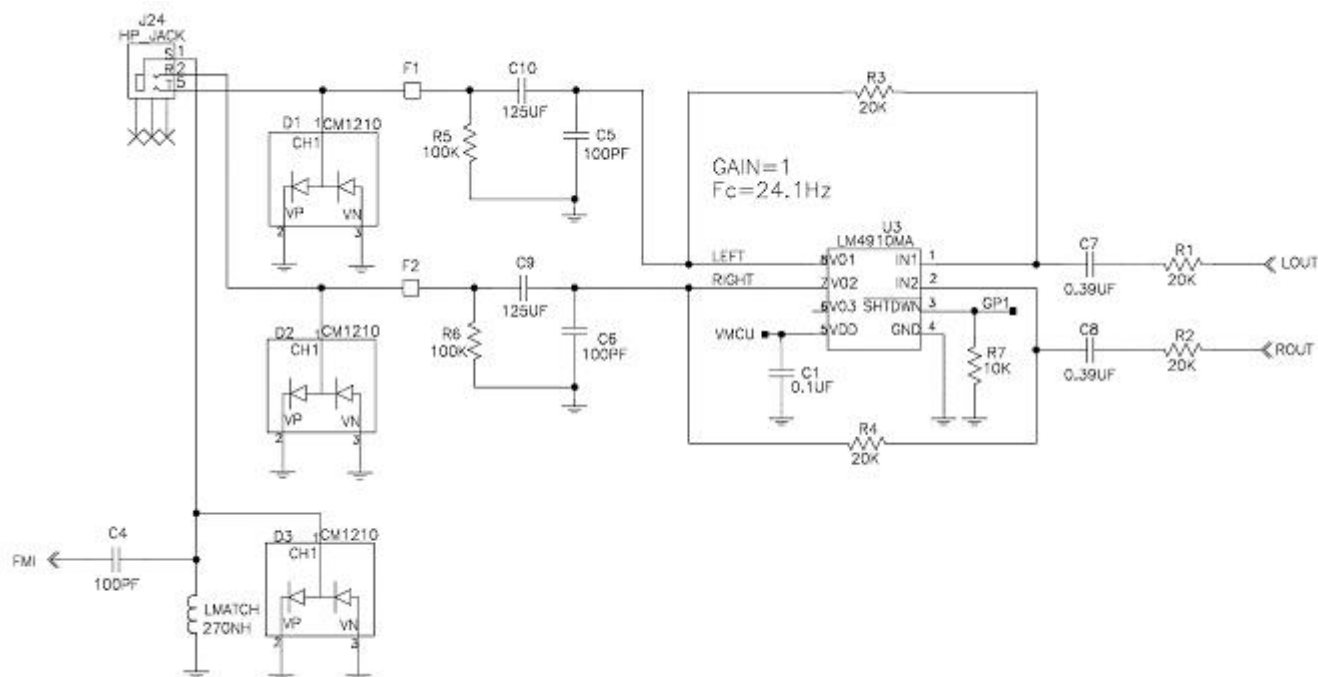 J24
HP_JACK
S 1
R 2
T 5
F1
C10
125UF
R5
100K
C5
100PF
R3
20K
D1 1 CM1210
CH1
VP VN
2 3
GAIN=1
Fc=24.1Hz
U3
LM4910MA
LEFT 8 VO1 IN1 1
RIGHT 7 VO2 IN2 2
6 VO3 SHTDWN 3 GP1
VMCU 5 VDD GND 4
C7
0.39UF
R1
20K
LOUT
F2
C9
125UF
R6
100K
C6
100PF
C1
0.1UF
R7
10K
C8
0.39UF
R2
20K
ROUT
D2 1 CM1210
CH1
VP VN
2 3
R4
20K
FMI
C4
100PF
LMATCH
270NH
D3 1 CM1210
CH1
VP VN
2 3